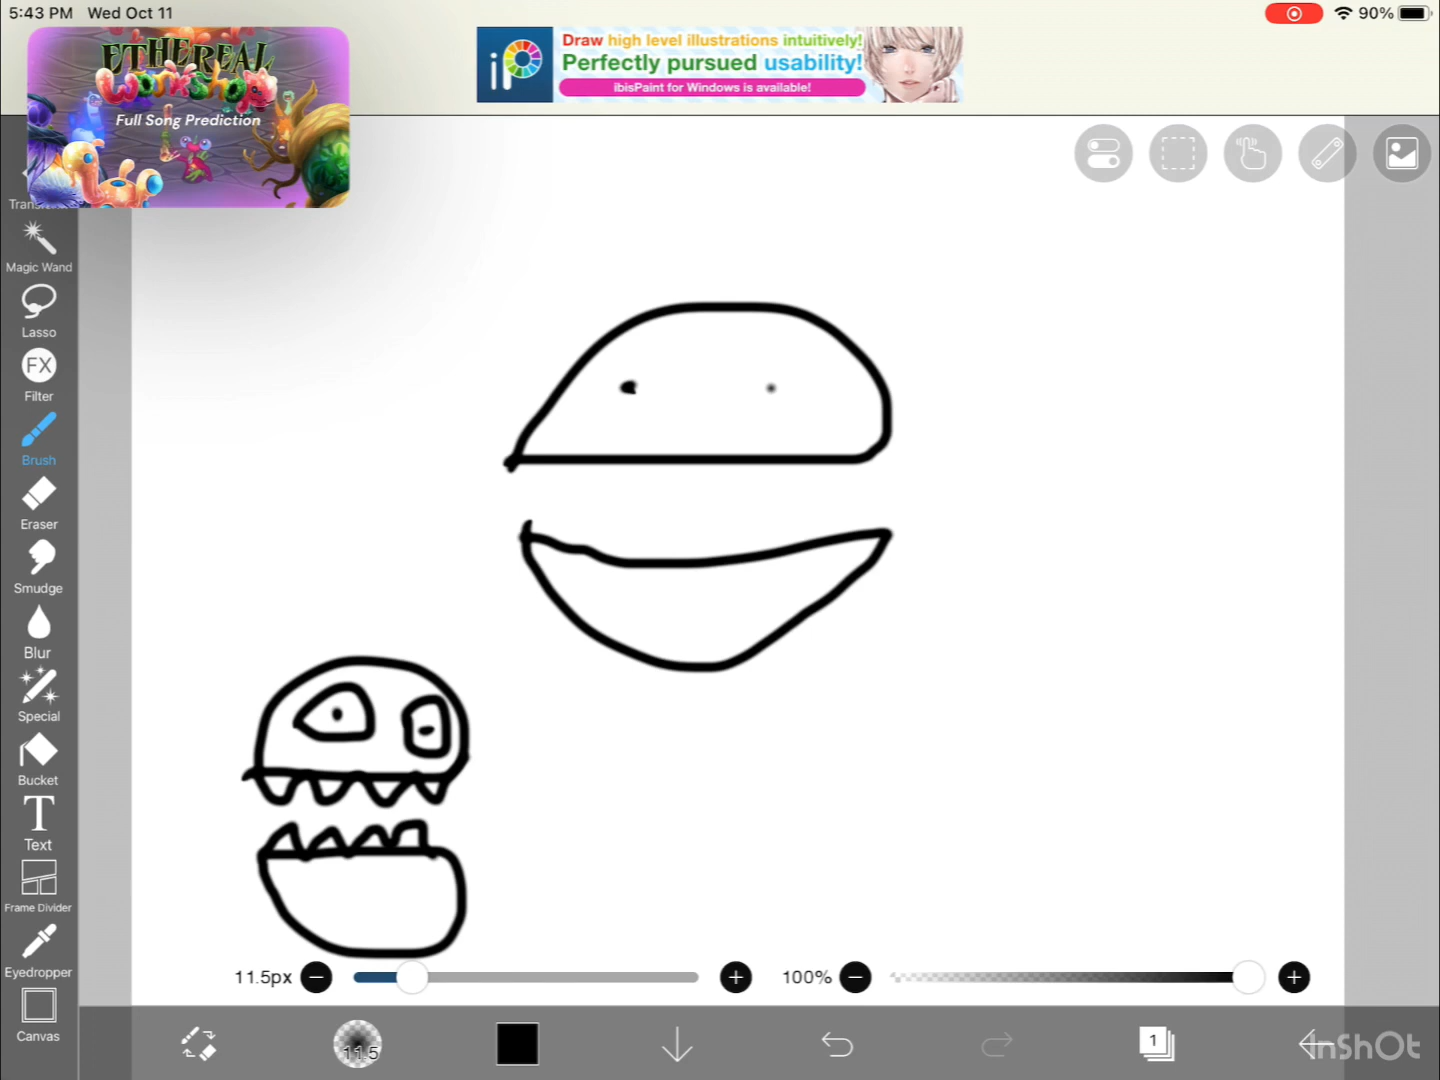 5:43 PM Wed Oct 11
90%
ETHEREAL
Workshop
Full Song Prediction
iP
Draw high level illustrations intuitively!
Perfectly pursued usability!
ibisPaint for Windows is available!
Magic Wand
Lasso
FX
Filter
Brush
Eraser
Smudge
Blur
Special
Bucket
T
Text
Frame Divider
Eyedropper
Canvas
11.5px
100%
11.5
1
InShOt